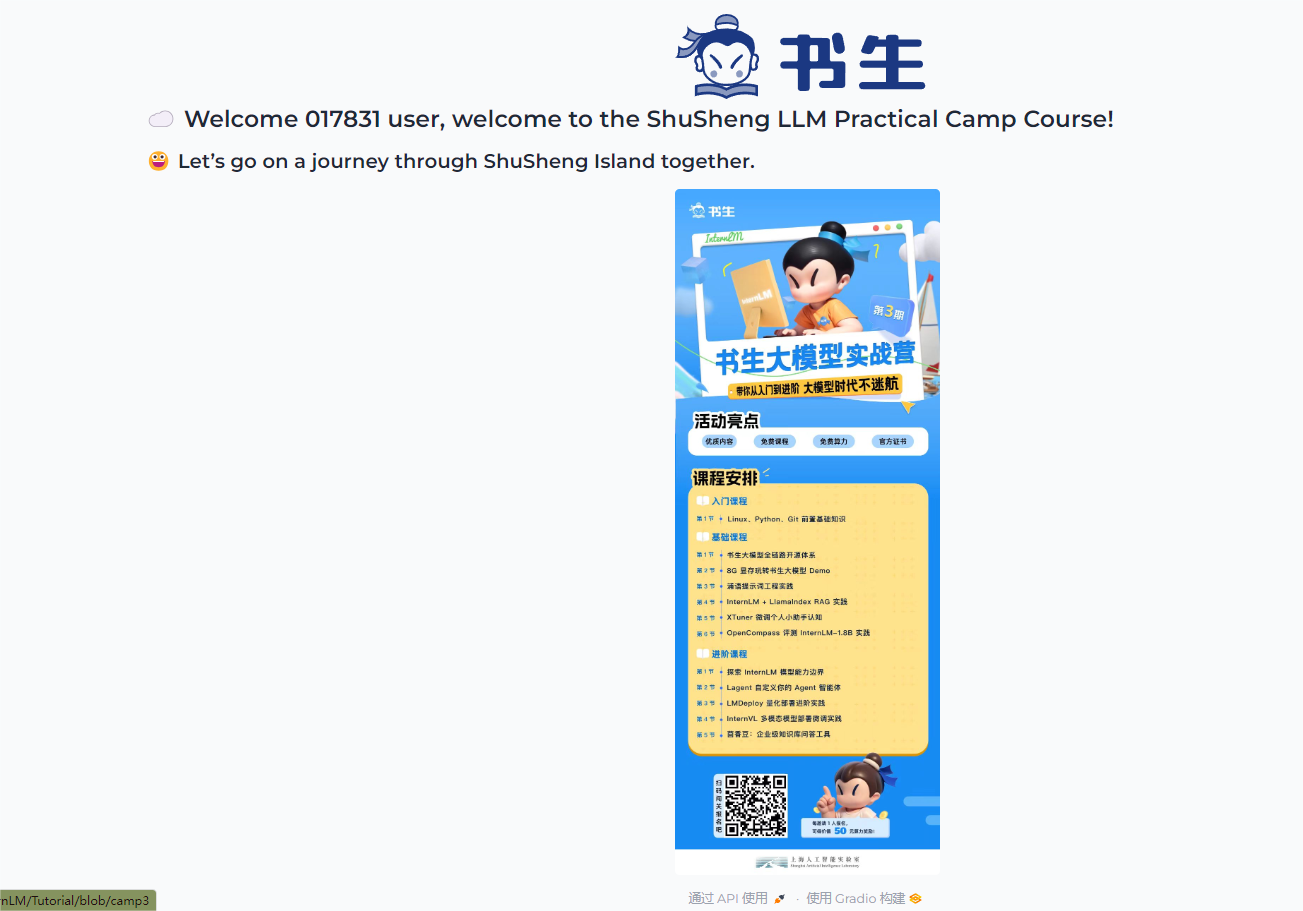 书生
Welcome 017831 user, welcome to the ShuSheng LLM Practical Camp Course!
Let’s go on a journey through ShuSheng Island together.
书生
InternLM
InternLM
第3期
书生大模型实战营
带你从入门到进阶 大模型时代不迷航
活动亮点
优质内容 免费课程 免费算力 官方证书
课程安排
入门课程
第1节 Linux、Python、Git 前置基础知识
基础课程
第1节 书生大模型全链路开源体系
第2节 8G 显存玩转书生大模型 Demo
第3节 浦语提示词工程实践
第4节 InternLM + LlamaIndex RAG 实践
第5节 XTuner 微调个人小助手认知
第6节 OpenCompass 评测 InternLM-1.8B 实践
进阶课程
第1节 探索 InternLM 模型能力边界
第2节 Lagent 自定义你的 Agent 智能体
第3节 LMDeploy 量化部署进阶实践
第4节 InternVL 多模态模型部署微调实践
第5节 茴香豆：企业级知识库问答工具
扫码闯关报名吧
每邀请 1 人报名，
可得价值 50 元算力奖励!
上海人工智能实验室
Shanghai Artificial Intelligence Laboratory
通过 API 使用 · 使用 Gradio 构建
rnLM/Tutorial/blob/camp3